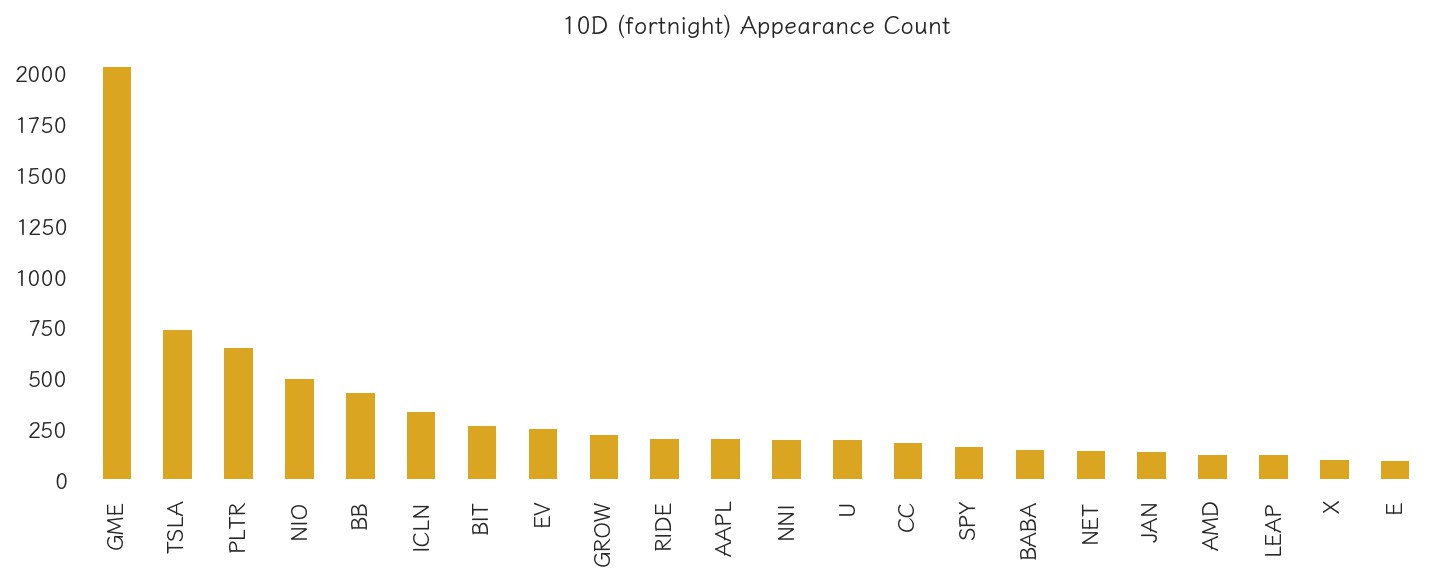 10D (fortnight) Appearance Count
2000
1750
1500
1250
1000
750
500
250
0
GME
TSLA
PLTR
NIO
BB
ICLN
BIT
EV
GROW
RIDE
AAPL
NNI
U
CC
SPY
BABA
NET
JAN
AMD
LEAP
X
E